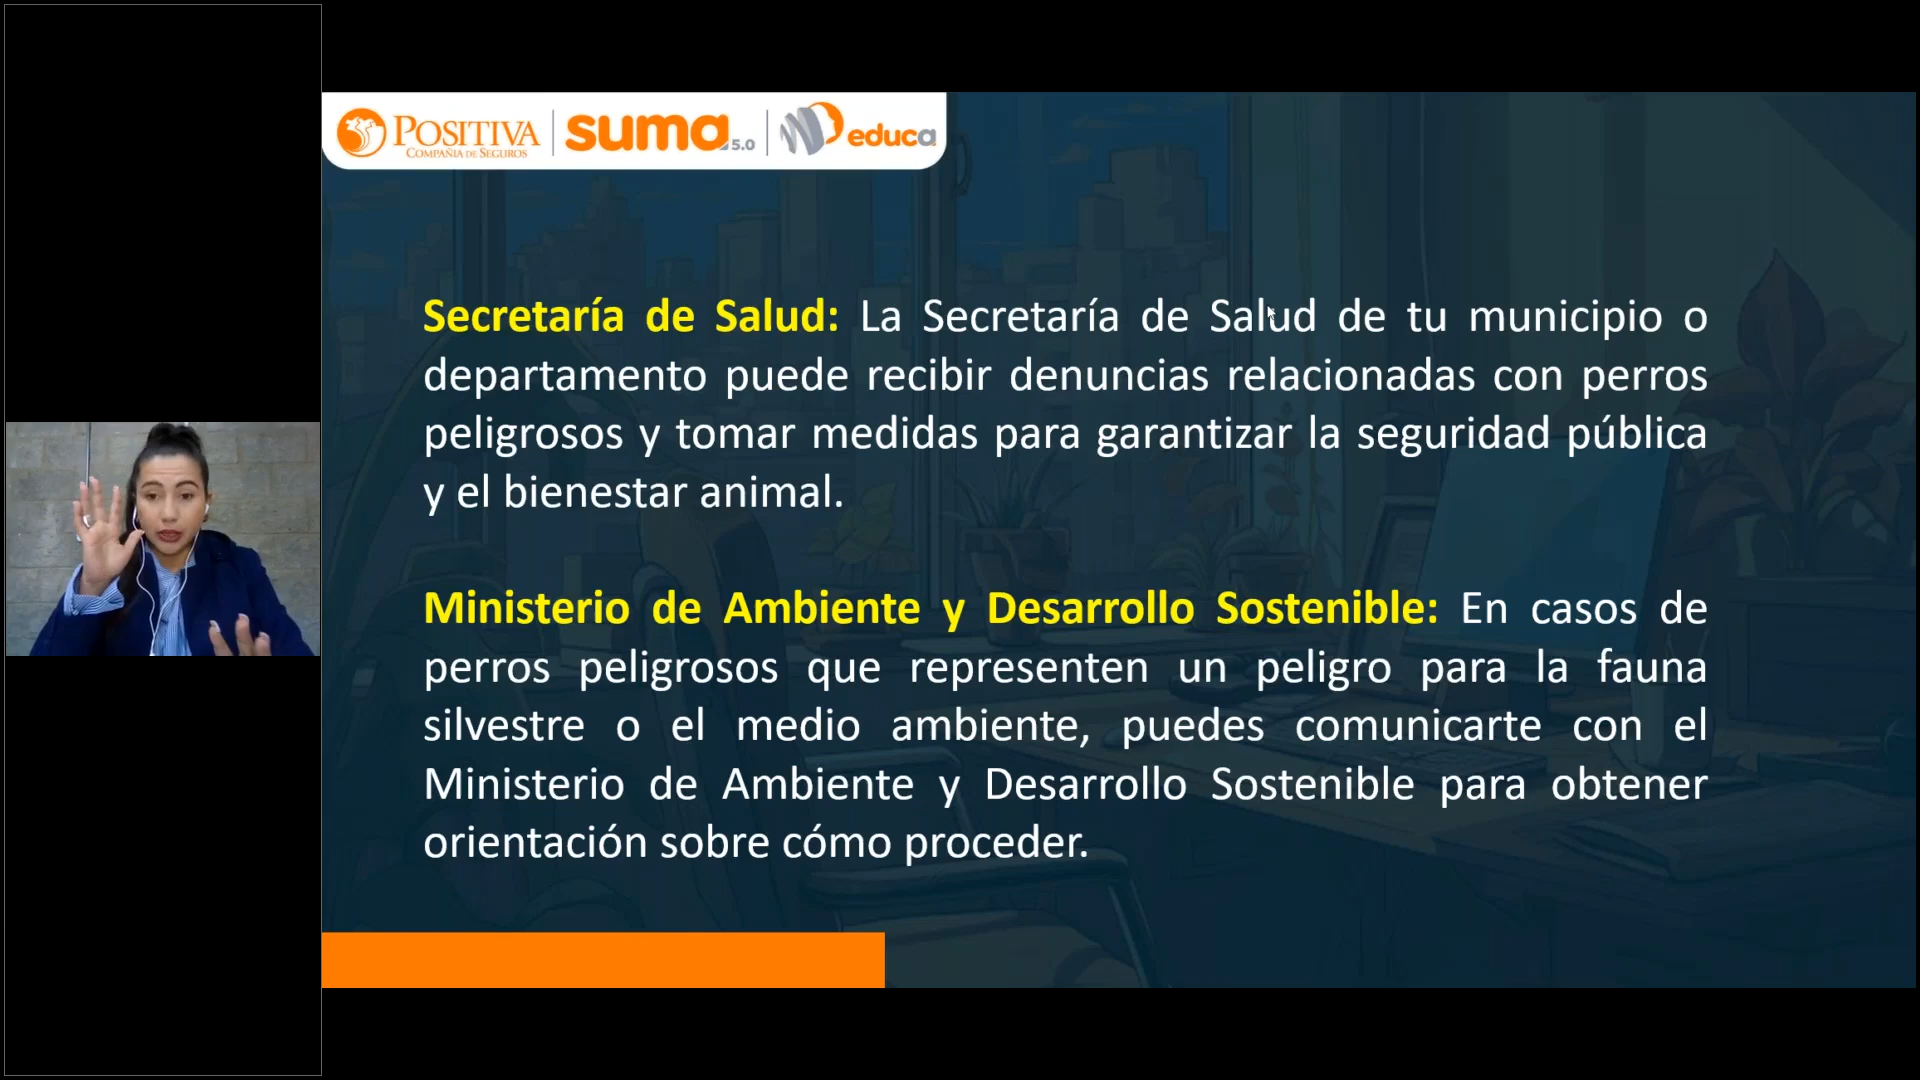 POSITIVA
COMPAÑIA DE SEGUROS
suma 5.0
educa
Secretaría de Salud: La Secretaría de Salud de tu municipio o
departamento puede recibir denuncias relacionadas con perros
peligrosos y tomar medidas para garantizar la seguridad pública
y el bienestar animal.
Ministerio de Ambiente y Desarrollo Sostenible: En casos de
perros peligrosos que representen un peligro para la fauna
silvestre o el medio ambiente, puedes comunicarte con el
Ministerio de Ambiente y Desarrollo Sostenible para obtener
orientación sobre cómo proceder.